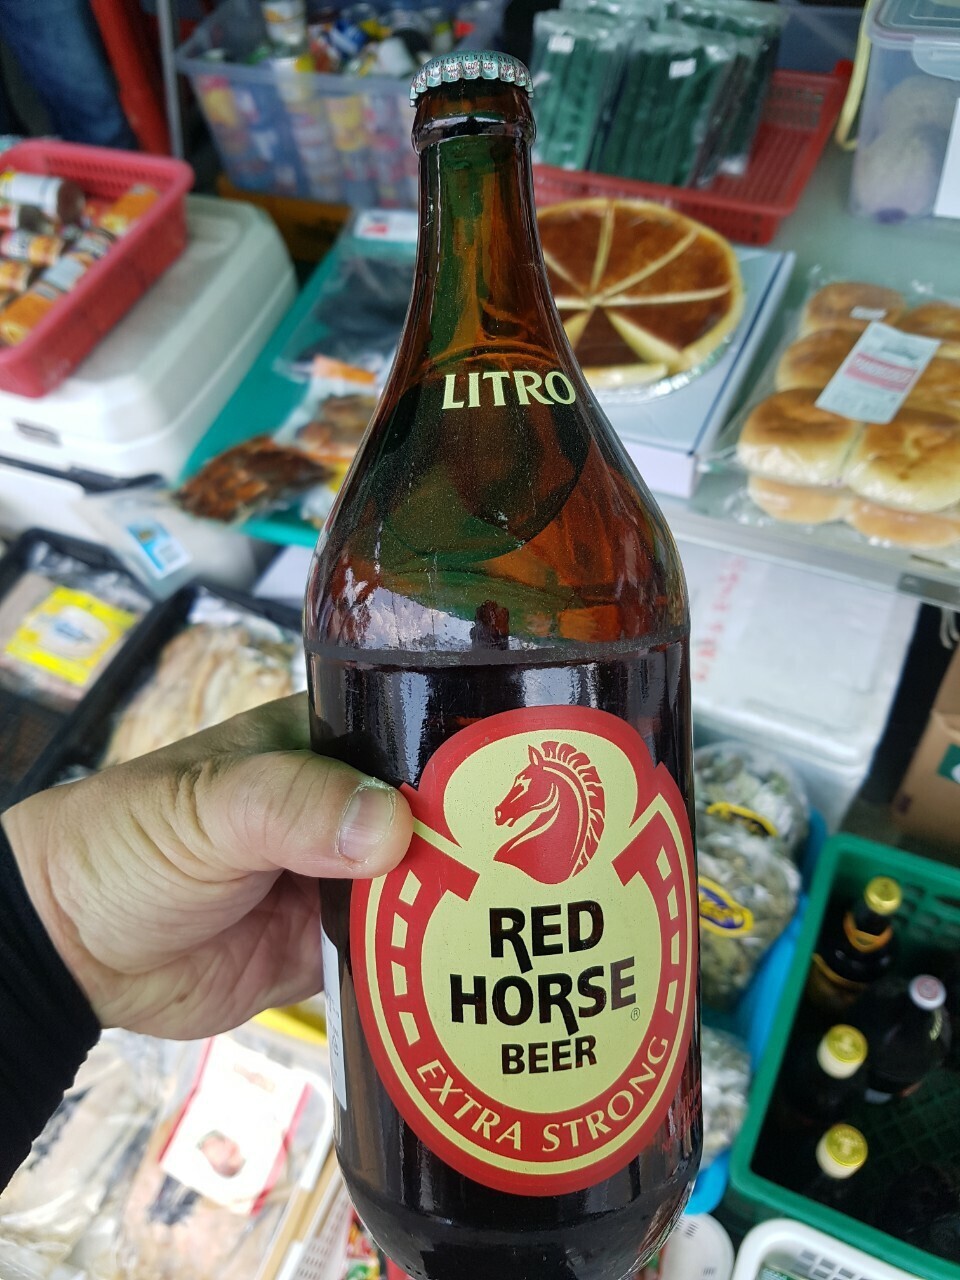 LITRO
RED
HORSE
®
BEER
EXTRA STRONG